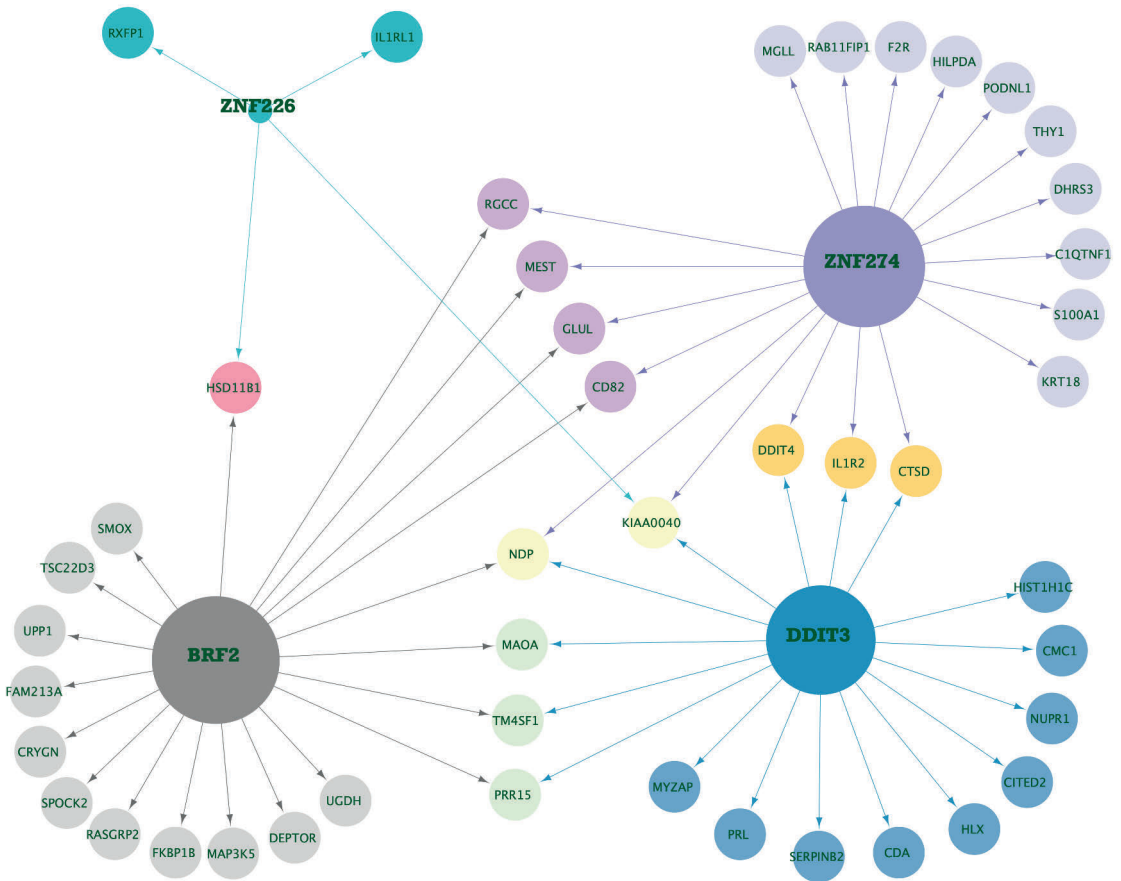 RXFP1
IL1RL1
ZNF226
MGLL
RAB11FIP1
F2R
HILPDA
PODNL1
THY1
DHRS3
C1QTNF1
S100A1
KRT18
ZNF274
RGCC
MEST
GLUL
CD82
HSD11B1
DDIT4
IL1R2
CTSD
KIAA0040
NDP
SMOX
TSC22D3
UPP1
FAM213A
CRYGN
SPOCK2
RASGRP2
FKBP1B
MAP3K5
DEPTOR
UGDH
BRF2
MAOA
TM4SF1
PRR15
DDIT3
HIST1H1C
CMC1
NUPR1
CITED2
HLX
CDA
SERPINB2
PRL
MYZAP